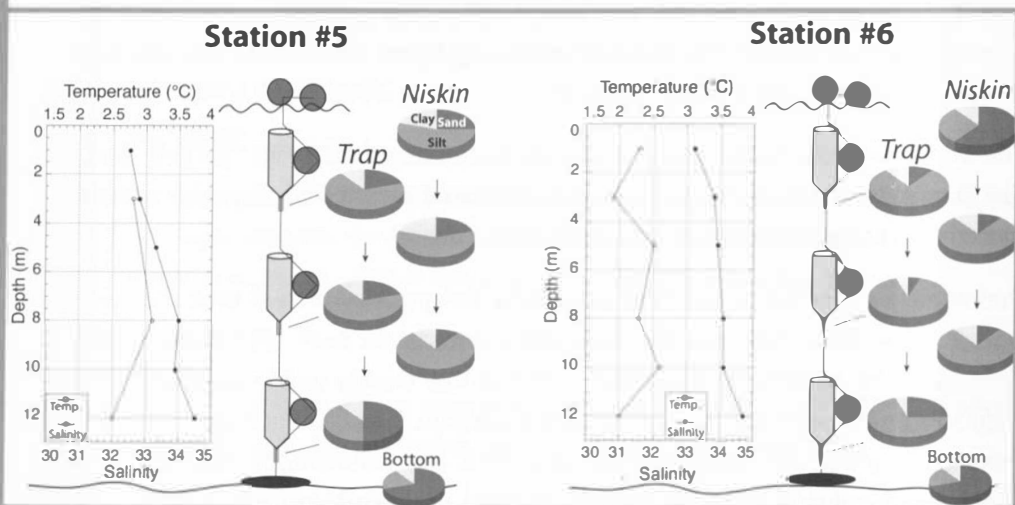 Station #5
Temperature (°C)
1.5 2 2.5 3 3.5 4
0
2
4
6
8
10
12
Depth (m)
Temp
Salinity
30 31 32 33 34 35
Salinity
Niskin
Clay Sand
Silt
Trap
Bottom
Station #6
Temperature (°C)
1.5 2 2.5 3 3.5 4
0
2
4
6
8
10
12
Depth (m)
Temp
Salinity
30 31 32 33 34 35
Salinity
Niskin
Trap
Bottom